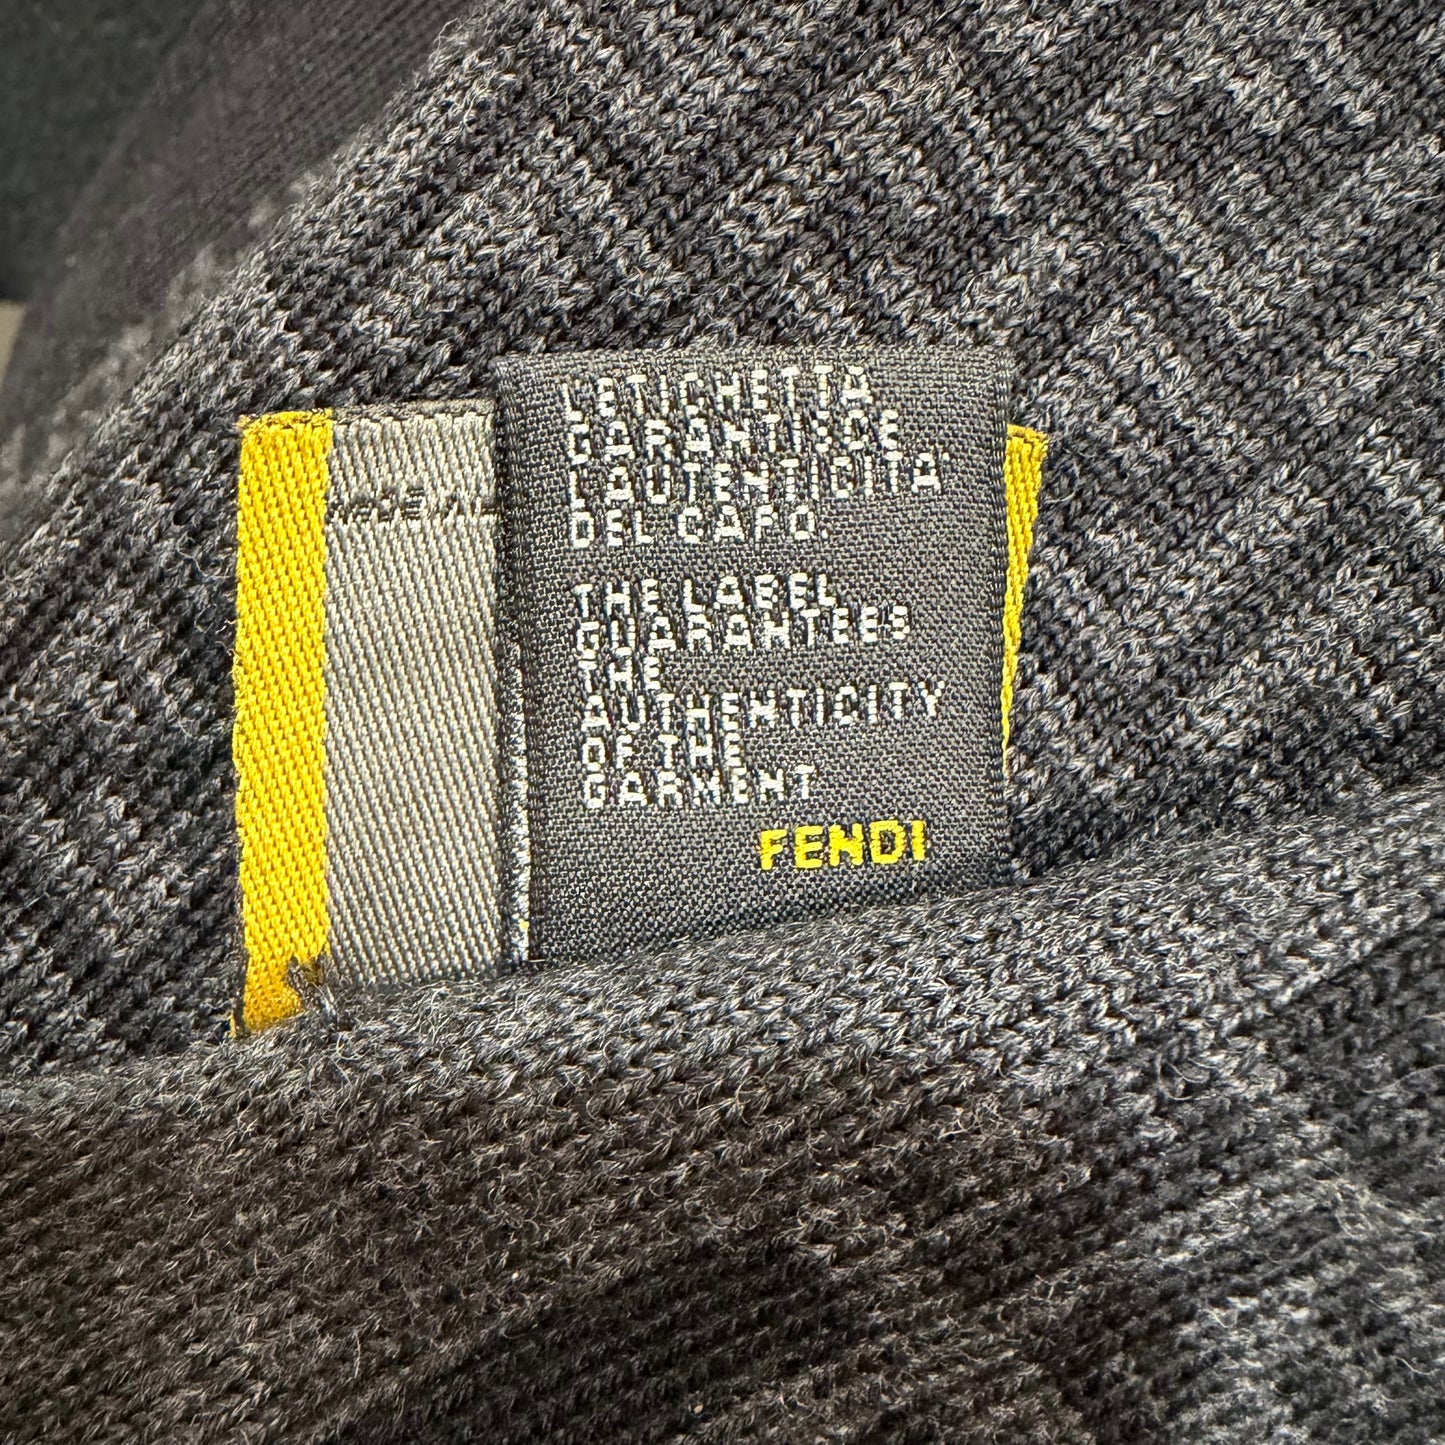 L'ETICHETTA
GARANTISCE
L'AUTENTICITA'
DEL CAPO.
THE LABEL
GUARANTEES
THE
AUTHENTICITY
OF THE
GARMENT
FENDI